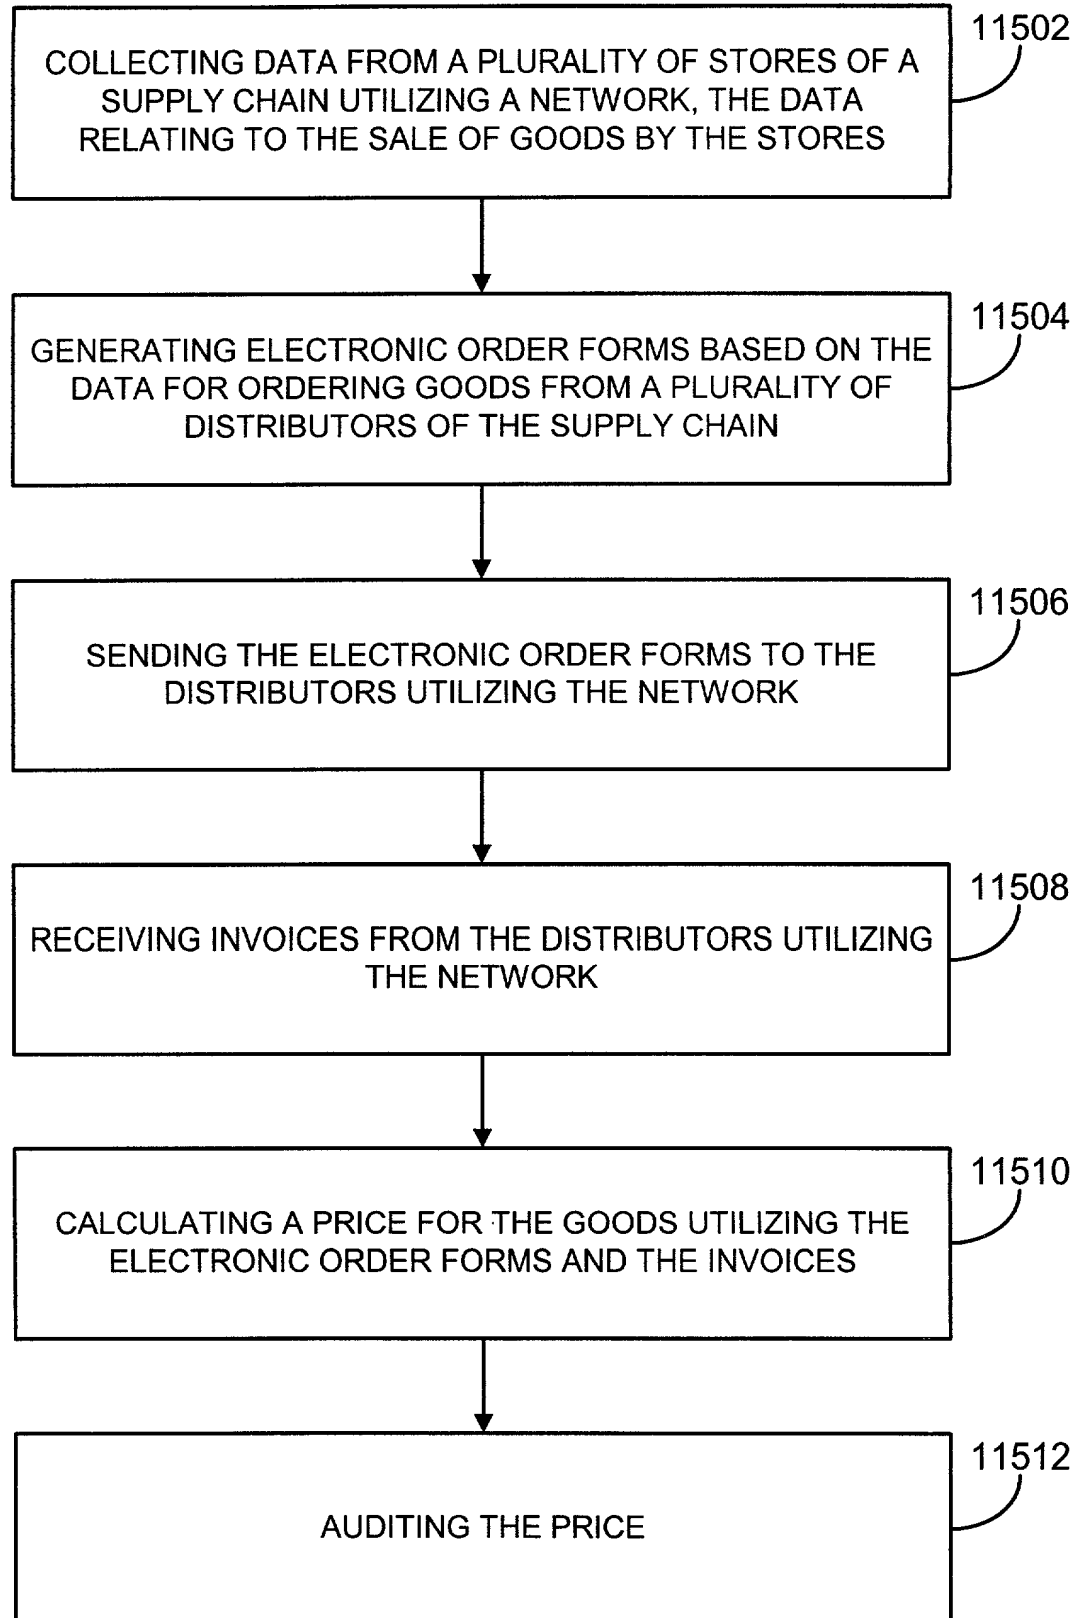 11502
COLLECTING DATA FROM A PLURALITY OF STORES OF A
SUPPLY CHAIN UTILIZING A NETWORK, THE DATA
RELATING TO THE SALE OF GOODS BY THE STORES
11504
GENERATING ELECTRONIC ORDER FORMS BASED ON THE
DATA FOR ORDERING GOODS FROM A PLURALITY OF
DISTRIBUTORS OF THE SUPPLY CHAIN
11506
SENDING THE ELECTRONIC ORDER FORMS TO THE
DISTRIBUTORS UTILIZING THE NETWORK
11508
RECEIVING INVOICES FROM THE DISTRIBUTORS UTILIZING
THE NETWORK
11510
CALCULATING A PRICE FOR THE GOODS UTILIZING THE
ELECTRONIC ORDER FORMS AND THE INVOICES
11512
AUDITING THE PRICE